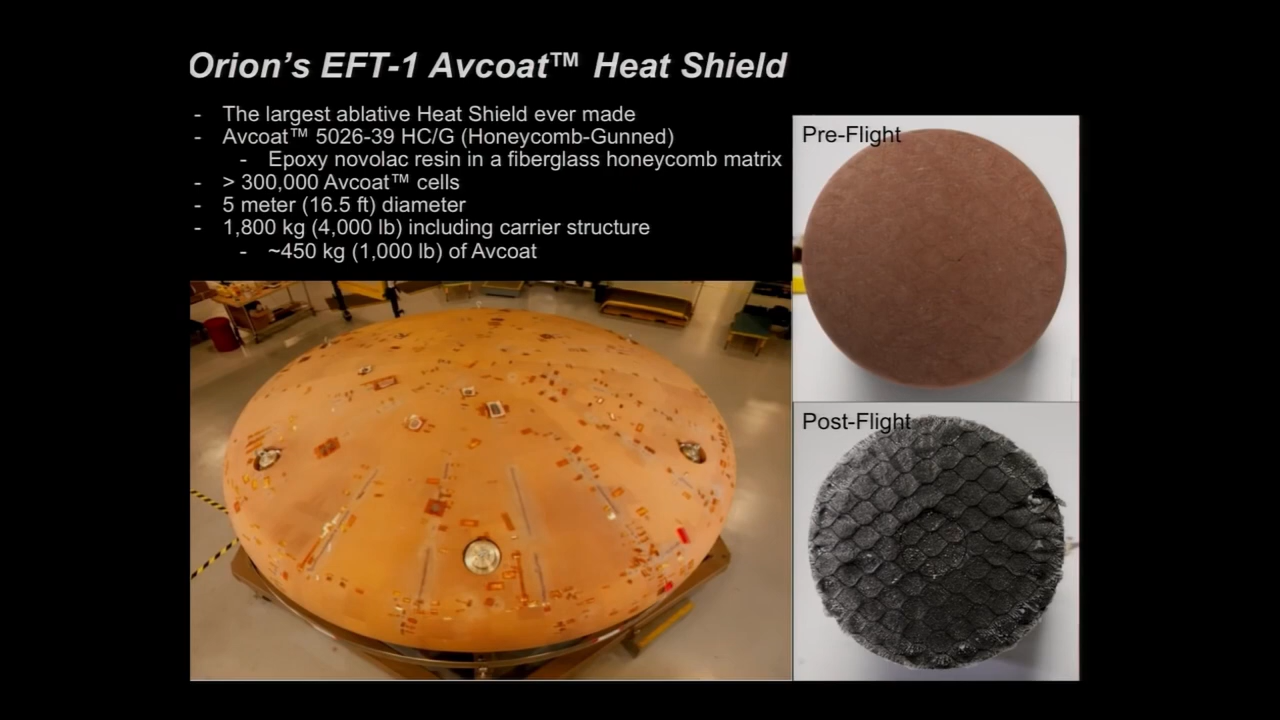 Orion's EFT-1 Avcoat™ Heat Shield
- The largest ablative Heat Shield ever made
- Avcoat™ 5026-39 HC/G (Honeycomb-Gunned)
- Epoxy novolac resin in a fiberglass honeycomb matrix
- > 300,000 Avcoat™ cells
- 5 meter (16.5 ft) diameter
- 1,800 kg (4,000 lb) including carrier structure
- ~450 kg (1,000 lb) of Avcoat
Pre-Flight
Post-Flight